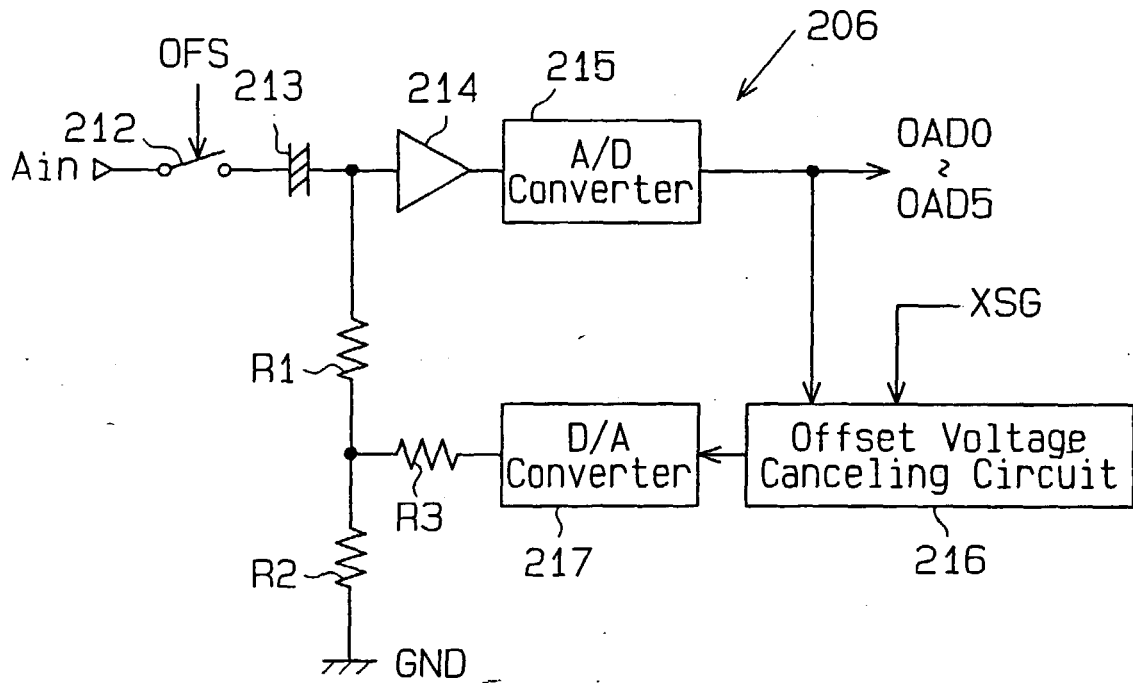 206
OFS
213
214
215
212
Ain
A/D
Converter
OAD0
~
OAD5
XSG
R1
D/A
Converter
Offset Voltage
Canceling Circuit
R3
R2
217
216
GND